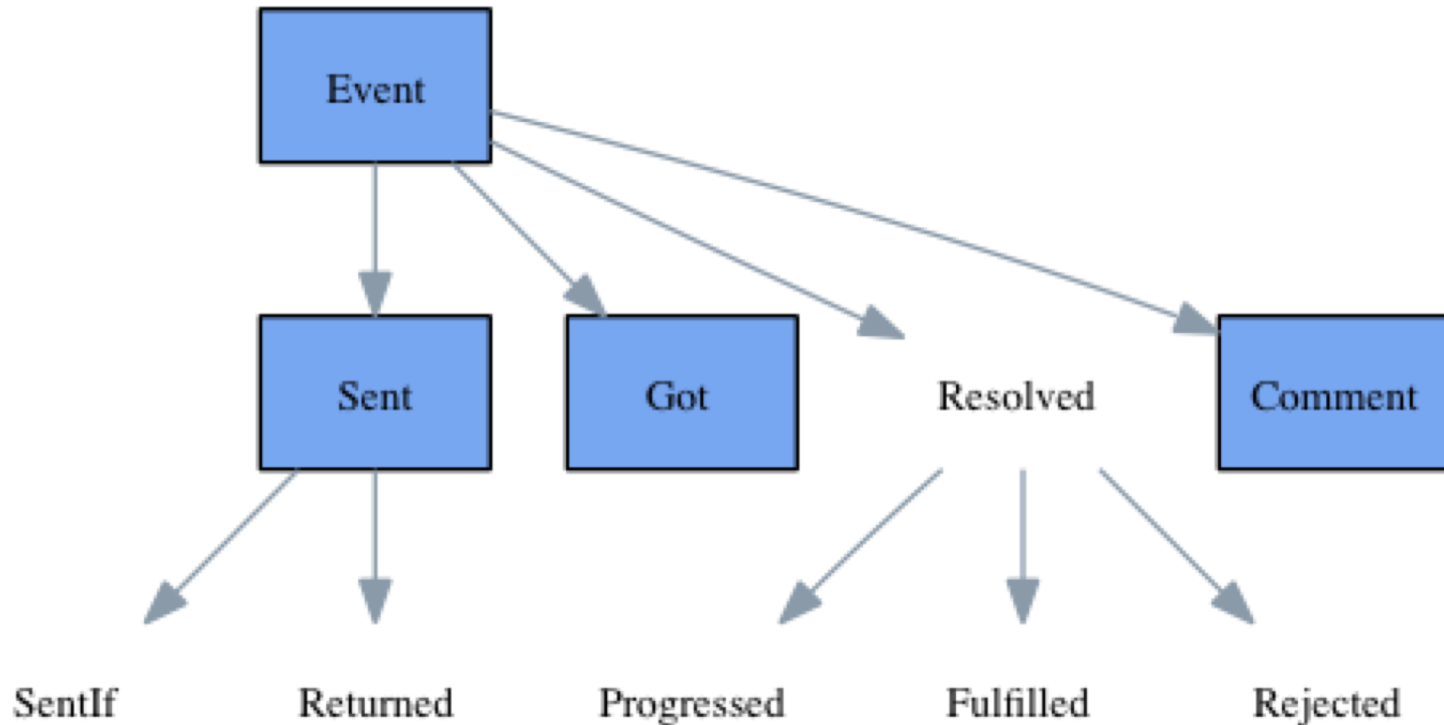 Event
Sent
Got
Resolved
Comment
SentIf
Returned
Progressed
Fulfilled
Rejected